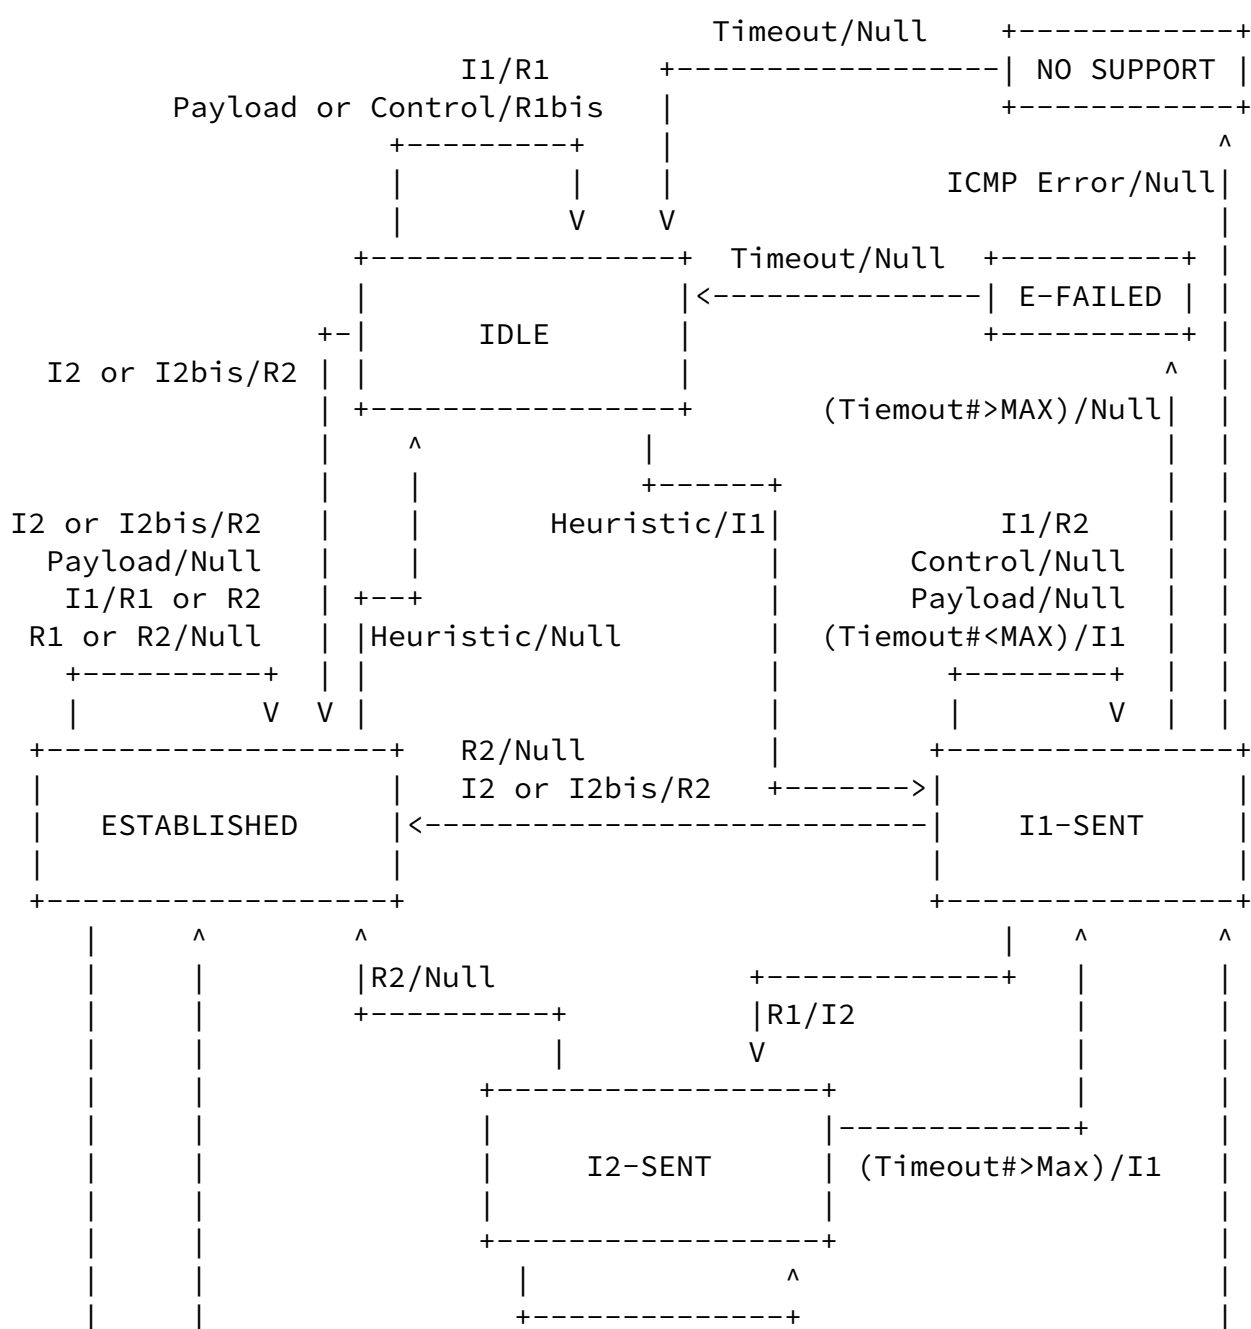 Timeout/Null
I1/R1
NO SUPPORT
Payload or Control/R1bis
ICMP Error/Null
Timeout/Null
E-FAILED
IDLE
I2 or I2bis/R2
(Tiemout#>MAX)/Null
I2 or I2bis/R2 Heuristic/I1 I1/R2
Payload/Null Control/Null
I1/R1 or R2 Payload/Null
R1 or R2/Null Heuristic/Null (Tiemout#<MAX)/I1
R2/Null
I2 or I2bis/R2
ESTABLISHED I1-SENT
R2/Null
R1/I2
I2-SENT (Timeout#>Max)/I1